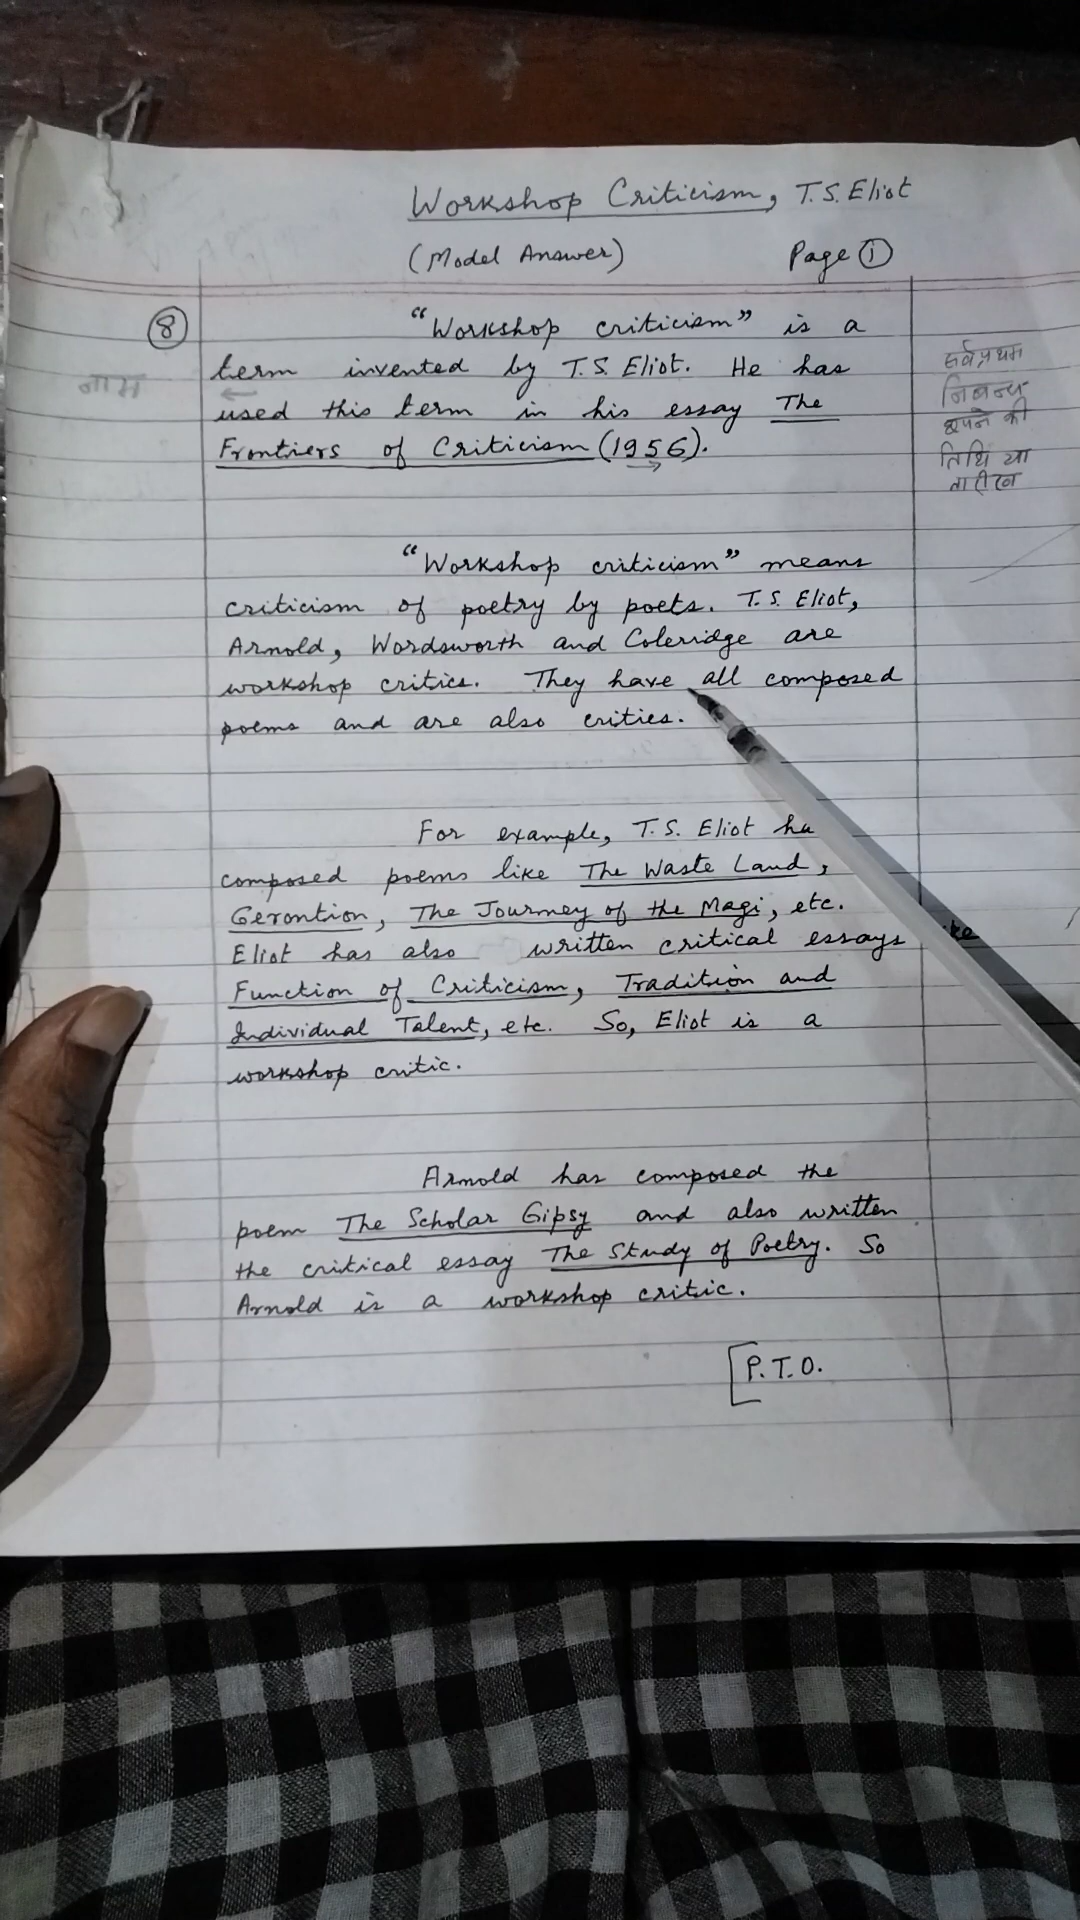 Workshop Criticism, T.S. Eliot
(Model Answer) Page ①
⑧ "Workshop criticism" is a
term invented by T.S. Eliot. He has
used this term in his essay The
Frontiers of Criticism (1956).
नाम
सर्वप्रथम
निबन्ध
छपने की
तिथि या
तारीख
"Workshop criticism" means
criticism of poetry by poets. T.S. Eliot,
Arnold, Wordsworth and Coleridge are
workshop critics. They have all composed
poems and are also critics.
For example, T.S. Eliot ha
composed poems like The Waste Land,
Gerontion, The Journey of the Magi, etc.
Eliot has also written critical essays like
Function of Criticism, Tradition and
Individual Talent, etc. So, Eliot is a
workshop critic.
Arnold has composed the
poem The Scholar Gipsy and also written
the critical essay The Study of Poetry. So
Arnold is a workshop critic.
[P.T.O.